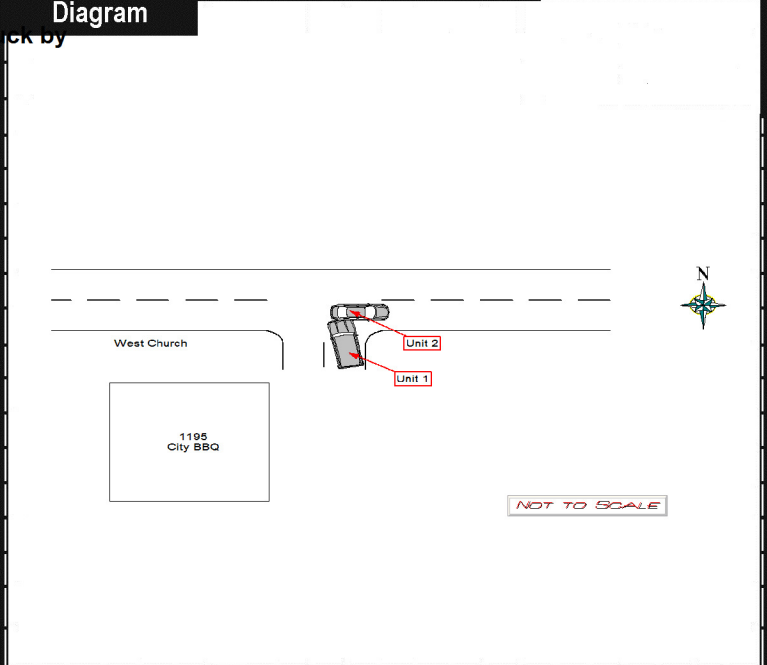 Diagram
ck by
N
West Church
Unit 2
Unit 1
1195
City BBQ
NOT TO SCALE